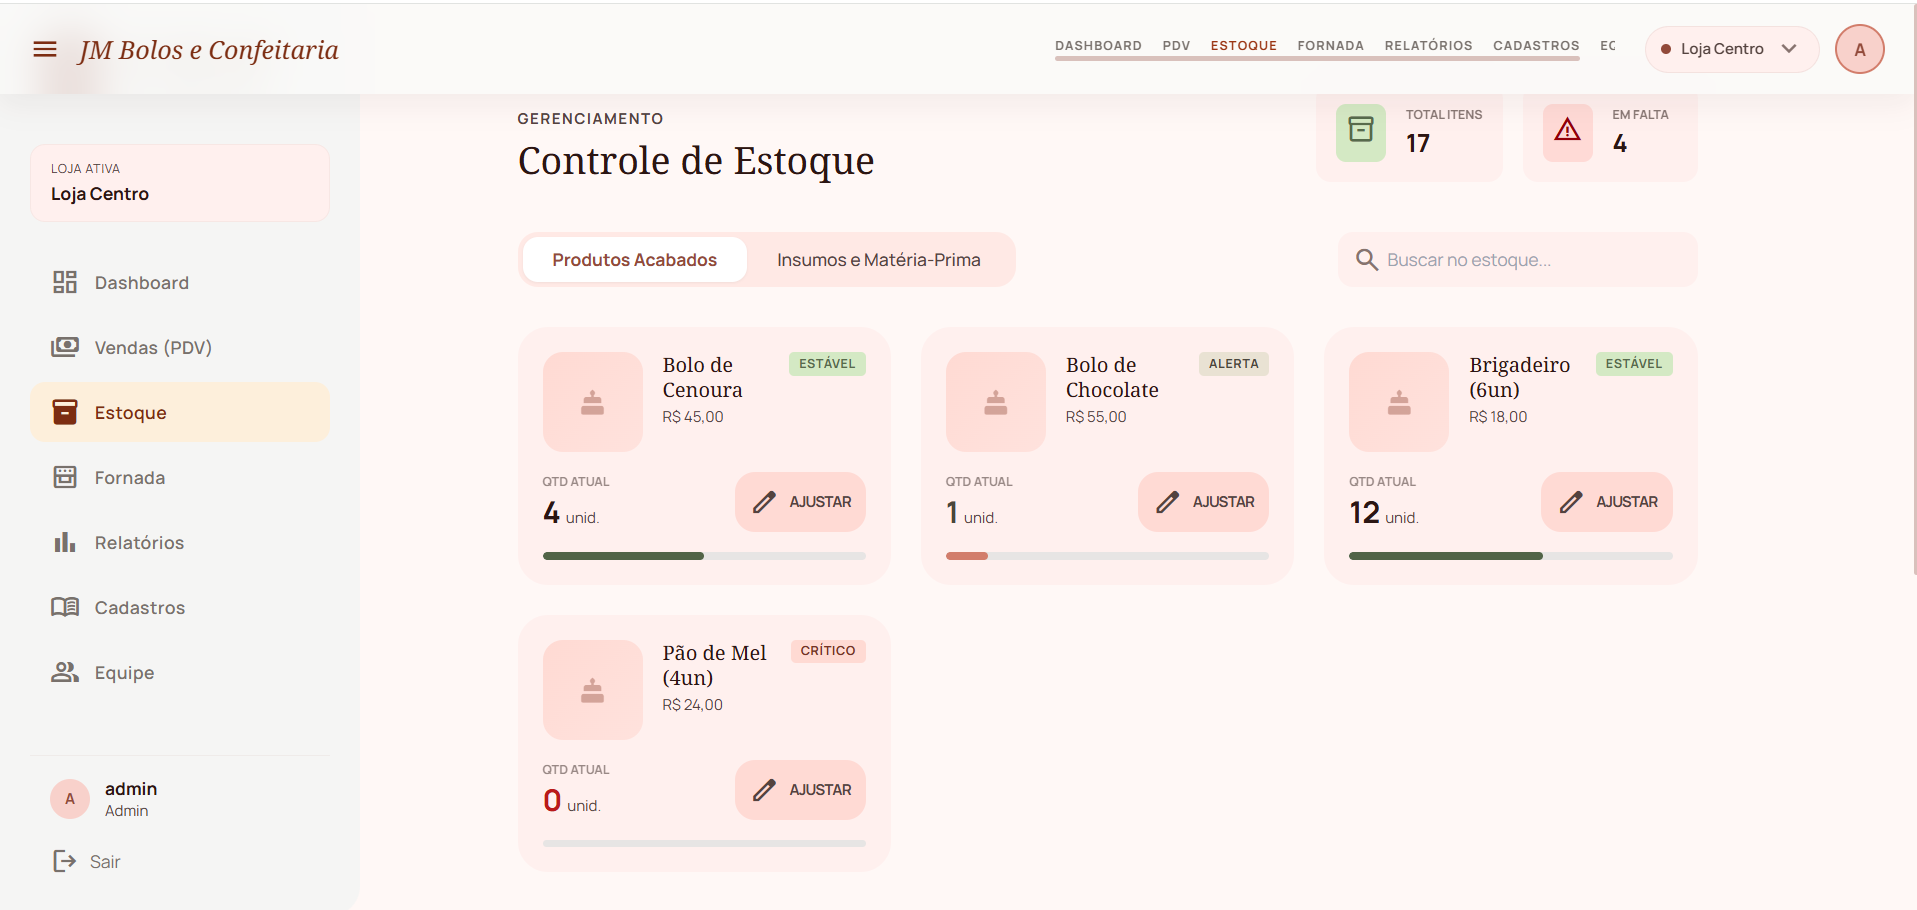 JM Bolos e Confeitaria
DASHBOARD PDV ESTOQUE FORNADA RELATÓRIOS CADASTROS
Loja Centro
A
LOJA ATIVA
Loja Centro
Dashboard
Vendas (PDV)
Estoque
Fornada
Relatórios
Cadastros
Equipe
A
admin
Admin
Sair
GERENCIAMENTO
Controle de Estoque
TOTAL ITENS
17
EM FALTA
4
Produtos Acabados
Insumos e Matéria-Prima
Buscar no estoque...
Bolo de
Cenoura
ESTÁVEL
R$ 45,00
QTD ATUAL
4 unid.
AJUSTAR
Bolo de
Chocolate
ALERTA
R$ 55,00
QTD ATUAL
1 unid.
AJUSTAR
Brigadeiro
(6un)
ESTÁVEL
R$ 18,00
QTD ATUAL
12 unid.
AJUSTAR
Pão de Mel
(4un)
CRÍTICO
R$ 24,00
QTD ATUAL
0 unid.
AJUSTAR